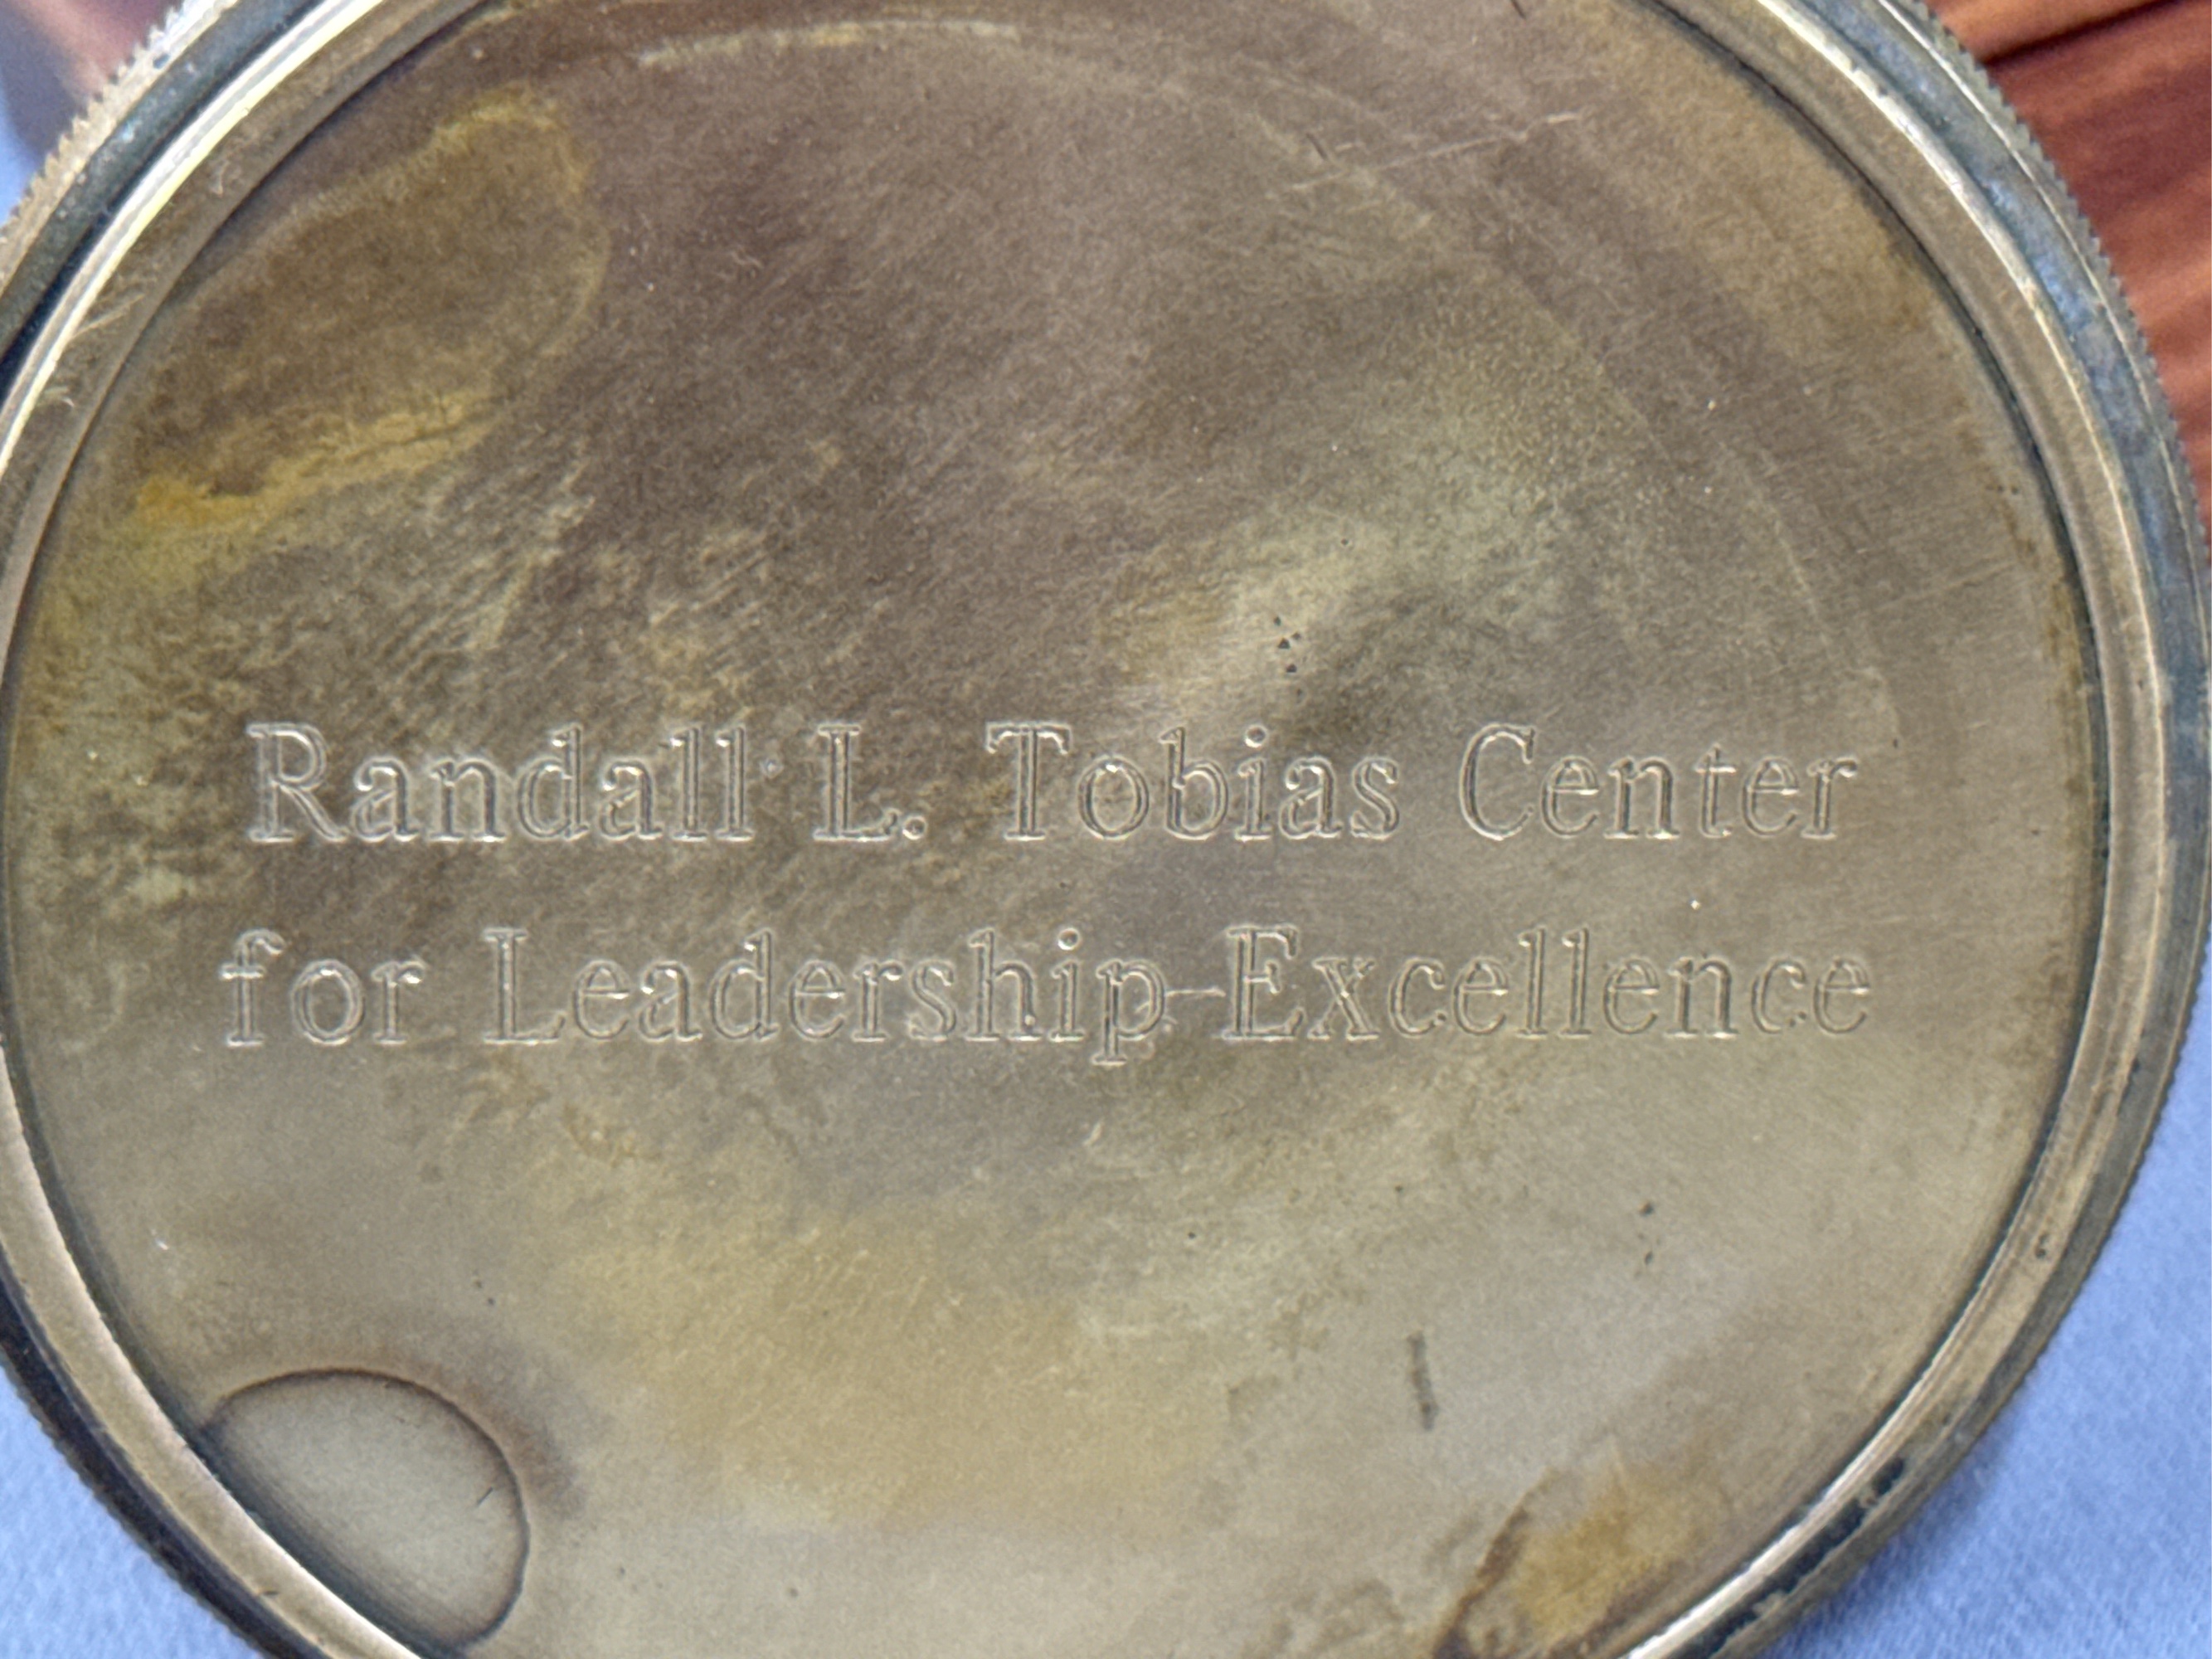 Randall L. Tobias Center
for Leadership Excellence